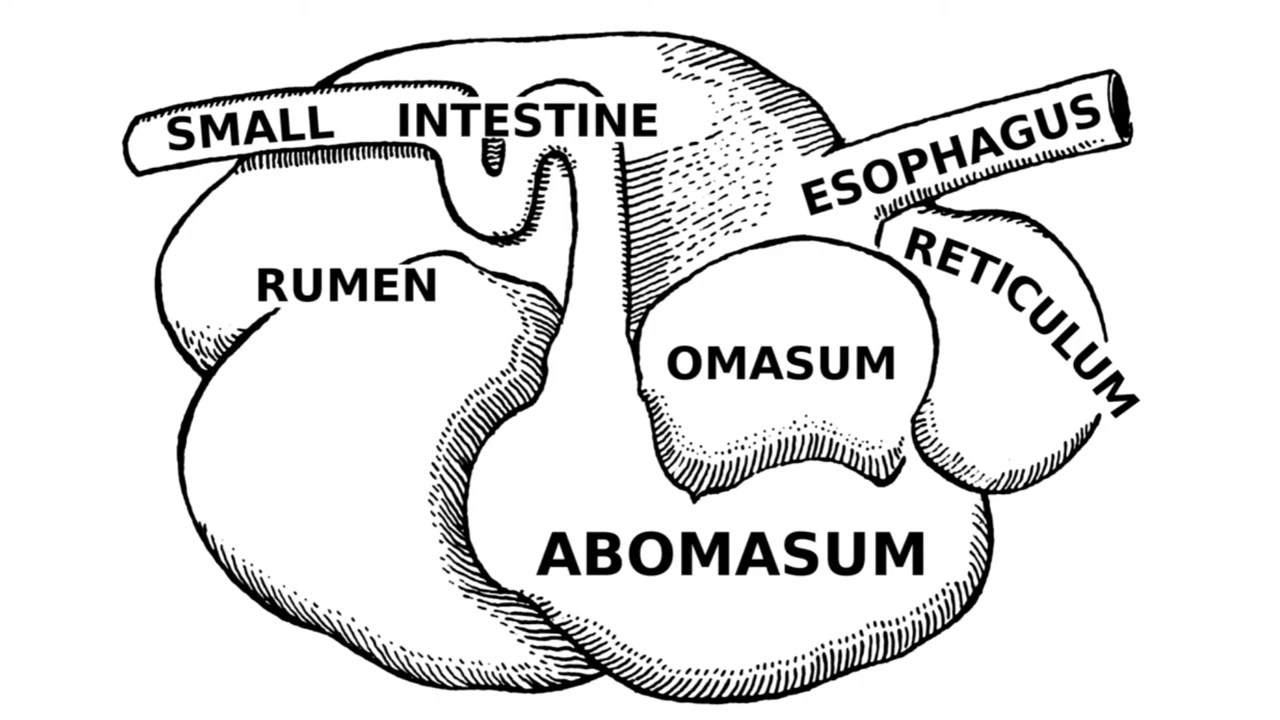 SMALL INTESTINE
ESOPHAGUS
RETICULUM
RUMEN
OMASUM
ABOMASUM